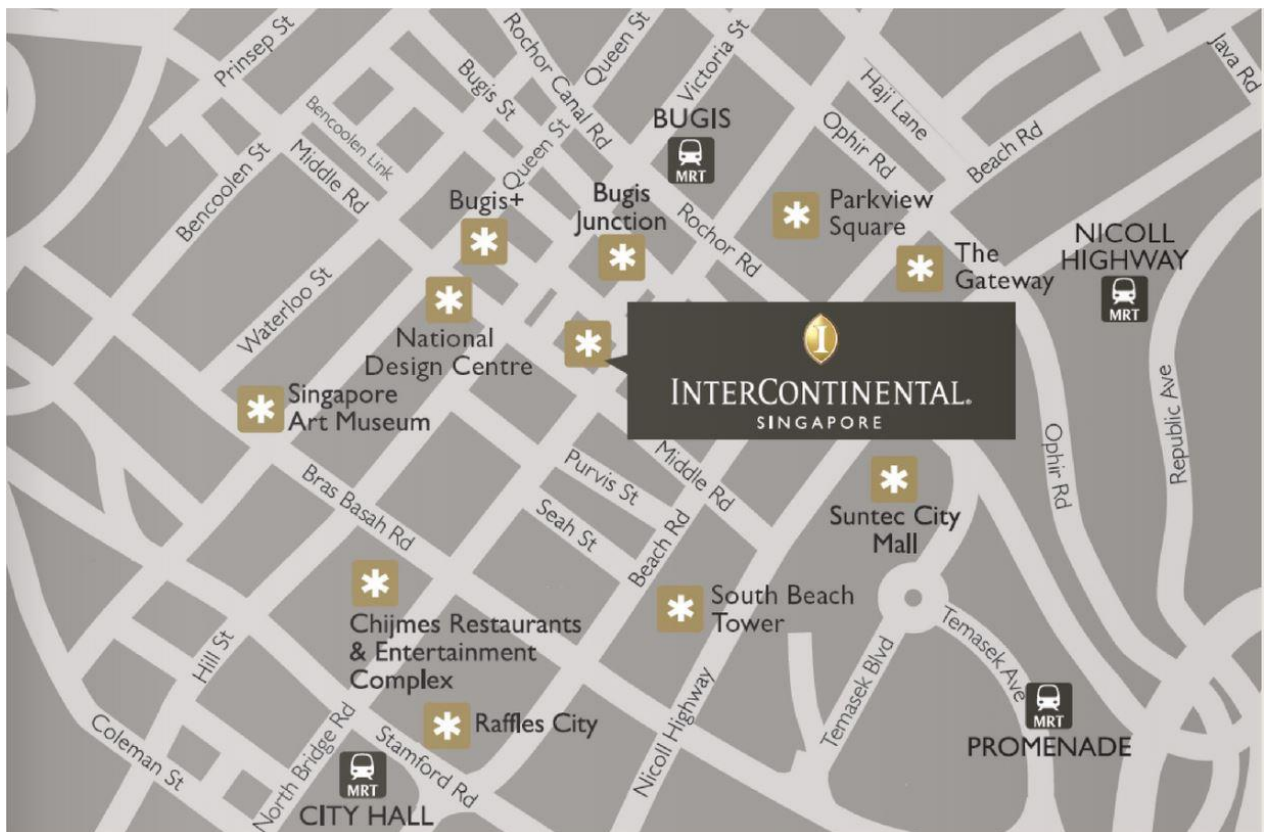 Prinsep St
Rochor Canal Rd
Queen St
Victoria St
Java Rd
Bugis St
Haji Lane
BUGIS
MRT
Bencoolen Link
Ophir Rd
Beach Rd
Middle Rd
Queen St
Bencoolen St
Bugis+
Bugis
Junction
Parkview
Square
Rochor Rd
The
Gateway
NICOLL
HIGHWAY
MRT
Waterloo St
National
Design Centre
I
INTERCONTINENTAL.
SINGAPORE
Singapore
Art Museum
Republic Ave
Ophir Rd
Middle Rd
Purvis St
Bras Basah Rd
Seah St
Suntec City
Mall
Beach Rd
South Beach
Tower
Chijmes Restaurants
& Entertainment
Complex
Hill St
Temasek Ave
Temasek Blvd
Nicoll Highway
MRT
PROMENADE
Raffles City
Coleman St
North Bridge Rd
Stamford Rd
MRT
CITY HALL